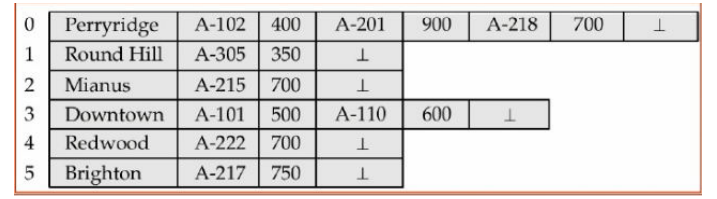 0 Perryridge A-102 400 A-201 900 A-218 700 ⊥
1 Round Hill A-305 350 ⊥
2 Mianus A-215 700 ⊥
3 Downtown A-101 500 A-110 600 ⊥
4 Redwood A-222 700 ⊥
5 Brighton A-217 750 ⊥